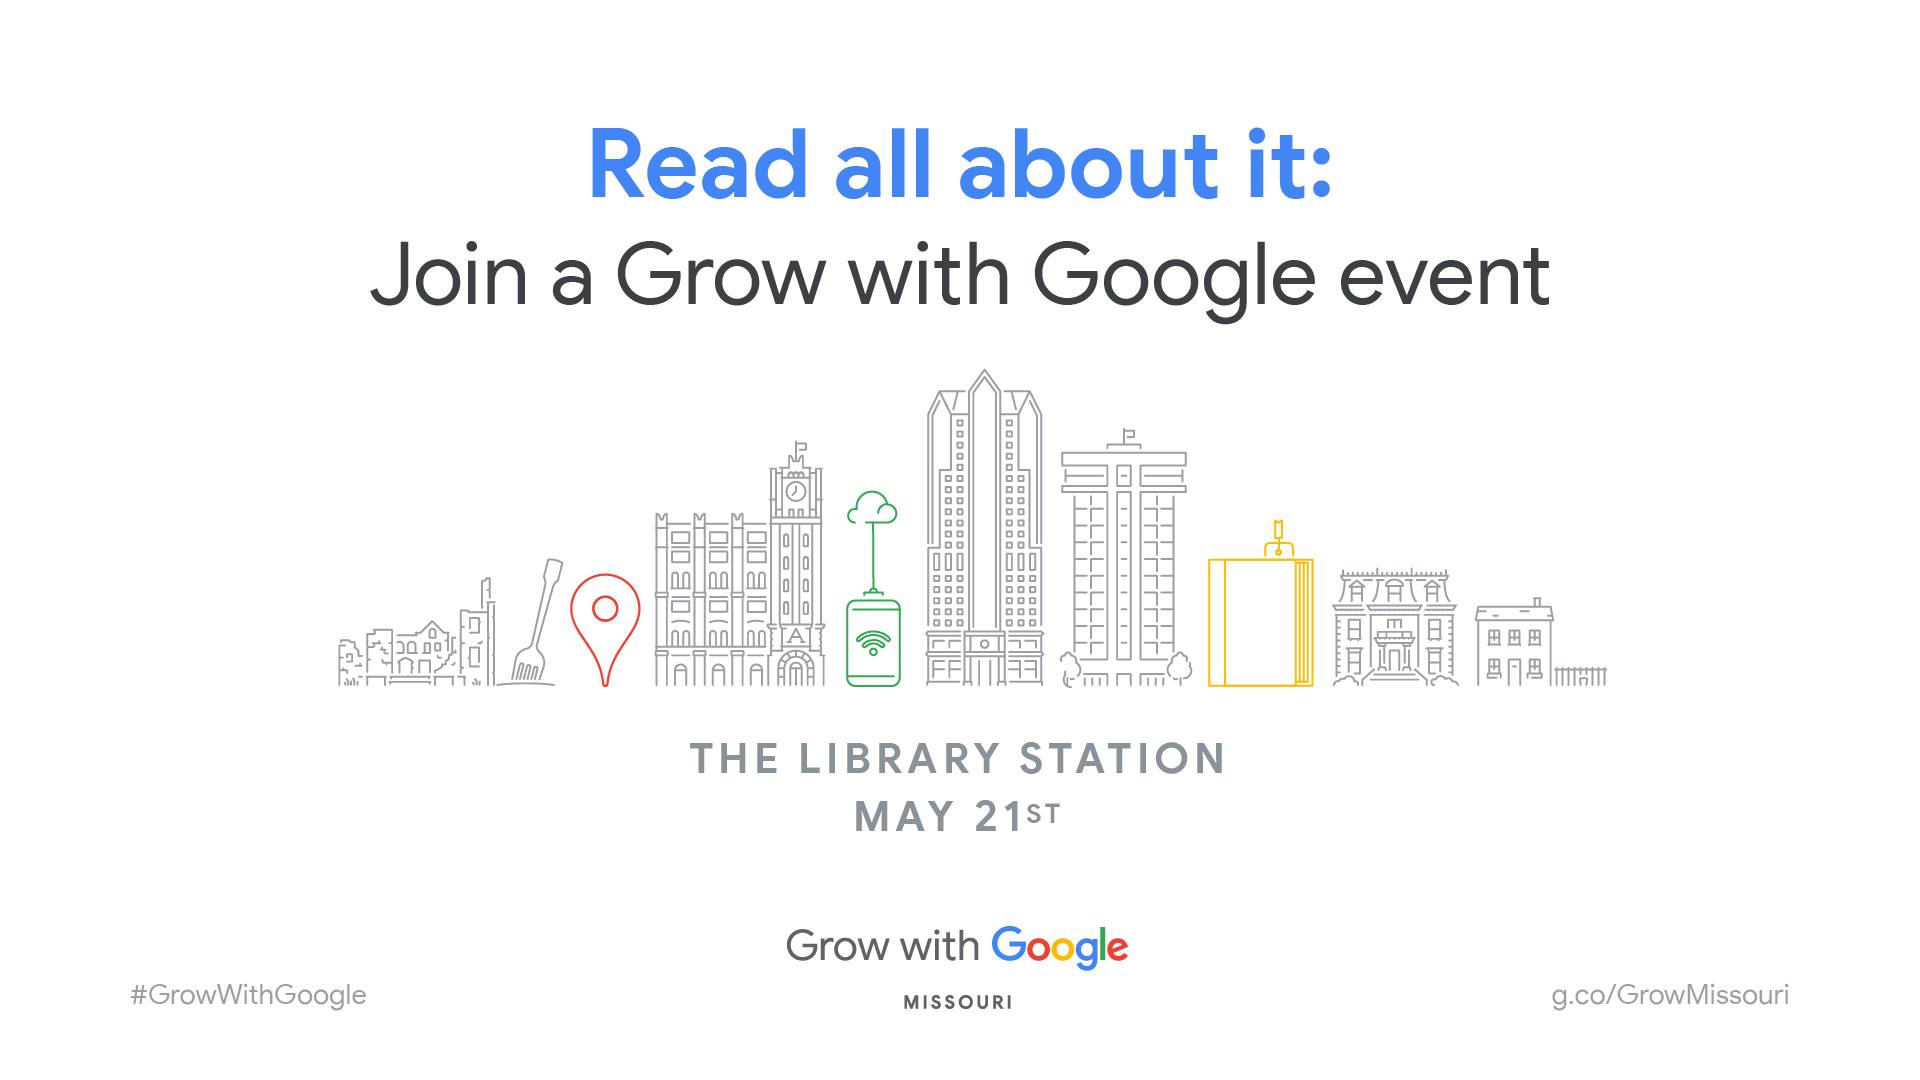 Read all about it:
Join a Grow with Google event
A
THE LIBRARY STATION
MAY 21ST
Grow with Google
MISSOURI
#GrowWithGoogle
g.co/GrowMissouri